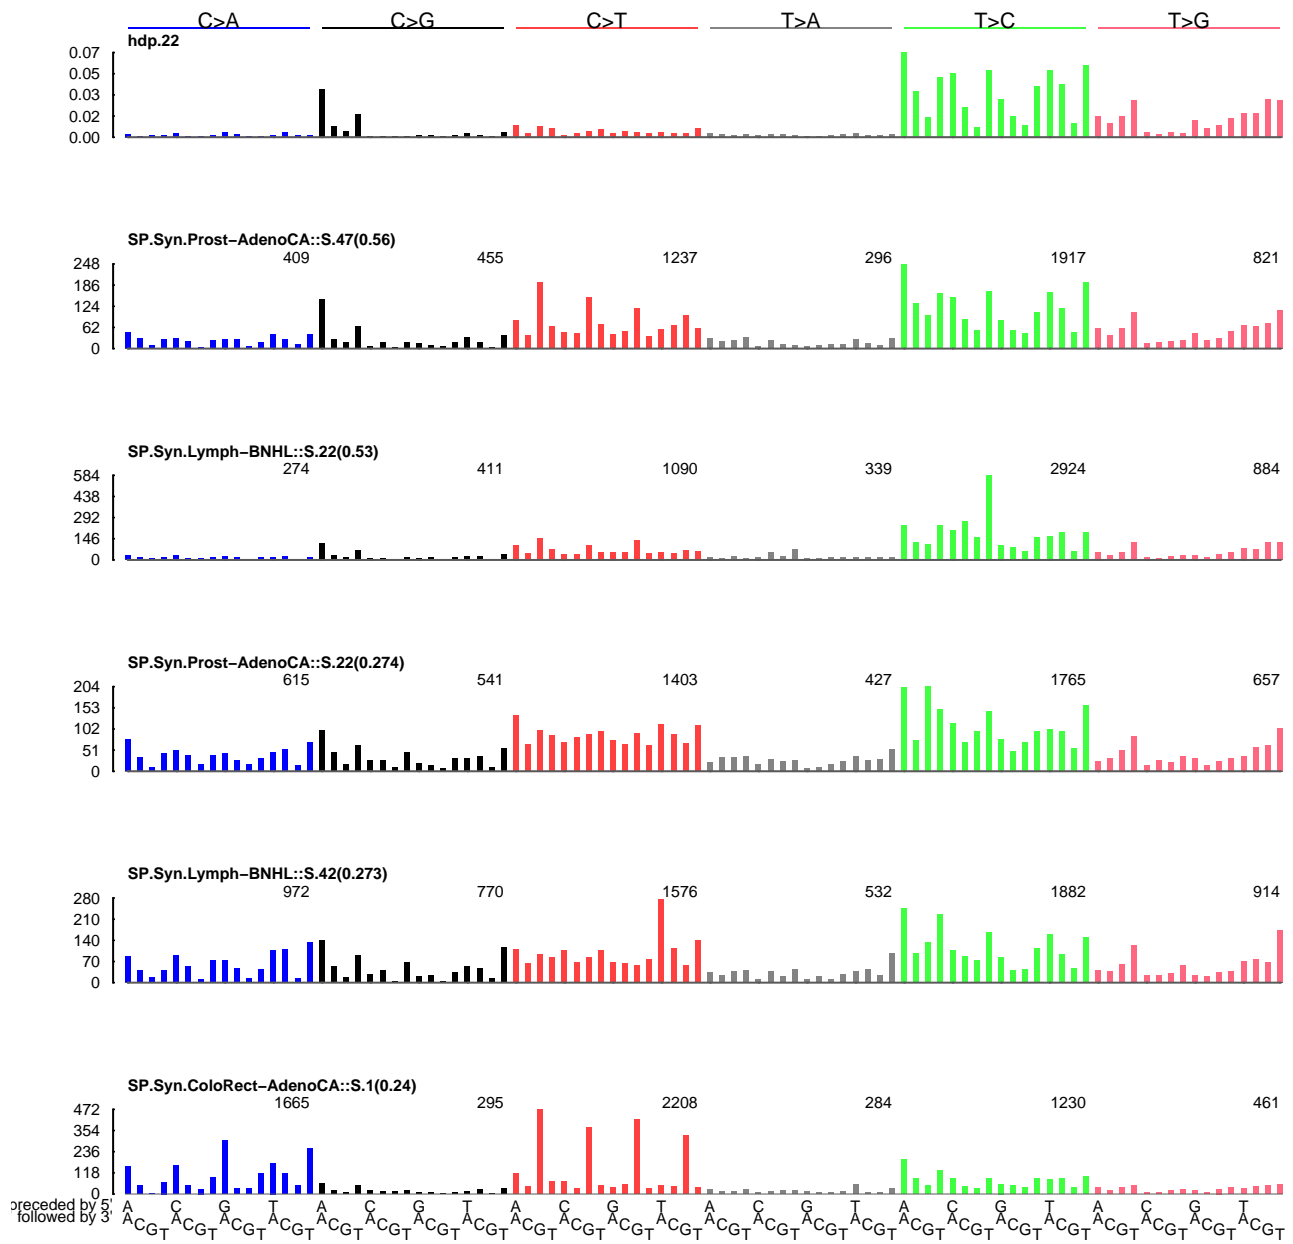 C>A C>G C>T T>A T>C T>G
hdp.22
0.07
0.05
0.03
0.02
0.00
SP.Syn.Prost−AdenoCA::S.47(0.56)
409 455 1237 296 1917 821
248
186
124
62
0
SP.Syn.Lymph−BNHL::S.22(0.53)
274 411 1090 339 2924 884
584
438
292
146
0
SP.Syn.Prost−AdenoCA::S.22(0.274)
615 541 1403 427 1765 657
204
153
102
51
0
SP.Syn.Lymph−BNHL::S.42(0.273)
972 770 1576 532 1882 914
280
210
140
70
0
SP.Syn.ColoRect−AdenoCA::S.1(0.24)
1665 295 2208 284 1230 461
472
354
236
118
0
preceded by 5' A C G T A C G T A C G T A C G T A C G T A C G T
followed by 3' A C G T A C G T A C G T A C G T A C G T A C G T A C G T A C G T A C G T A C G T A C G T A C G T A C G T A C G T A C G T A C G T A C G T A C G T A C G T A C G T A C G T A C G T A C G T A C G T